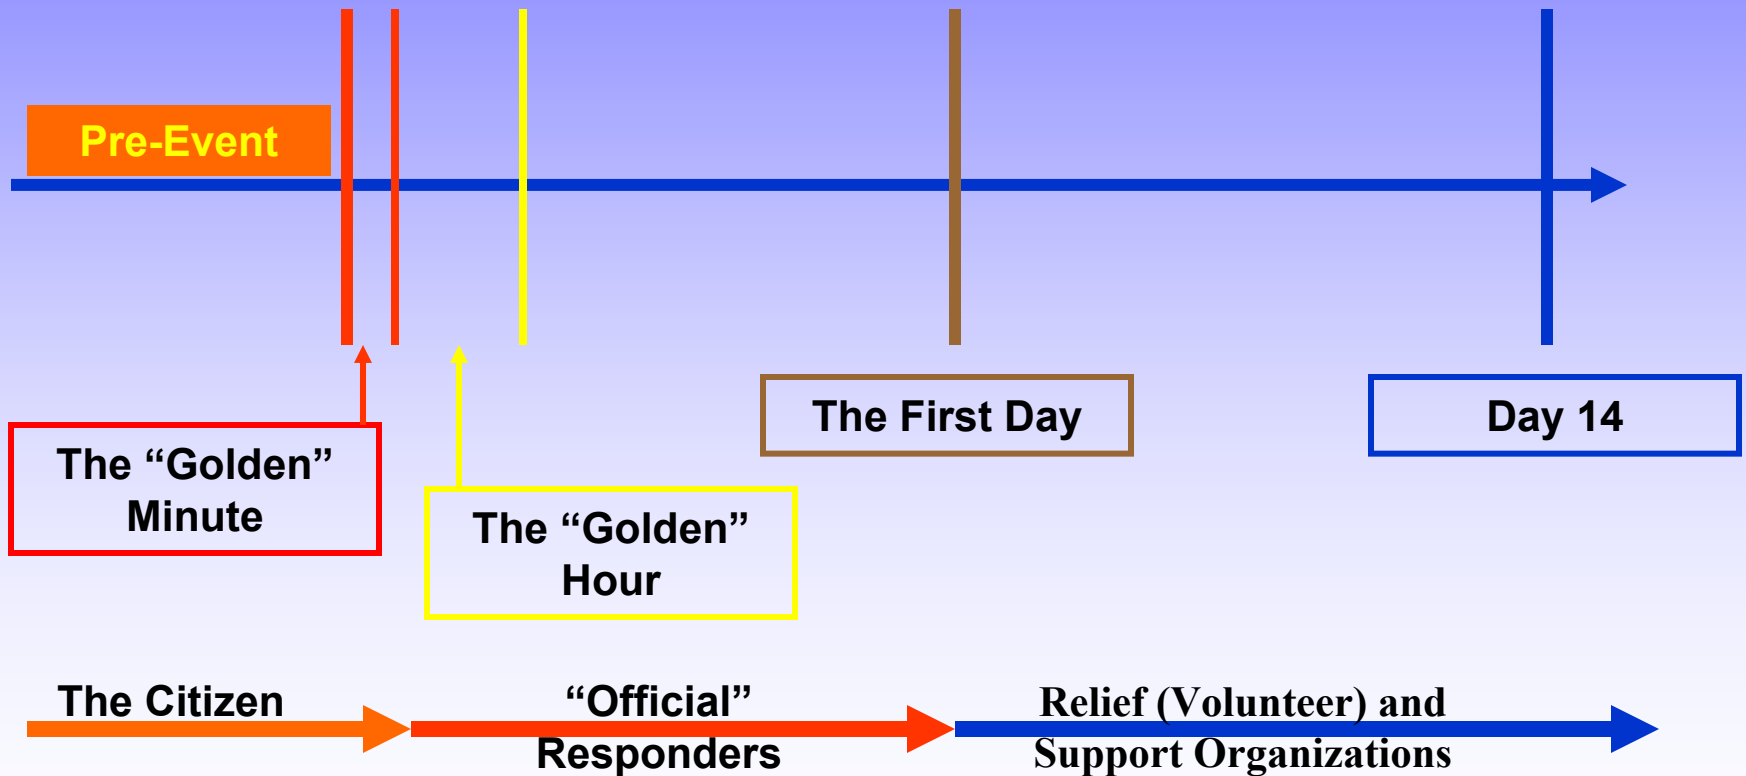 Pre-Event
The First Day
Day 14
The “Golden”
Minute
The “Golden”
Hour
The Citizen
“Official”
Responders
Relief (Volunteer) and
Support Organizations